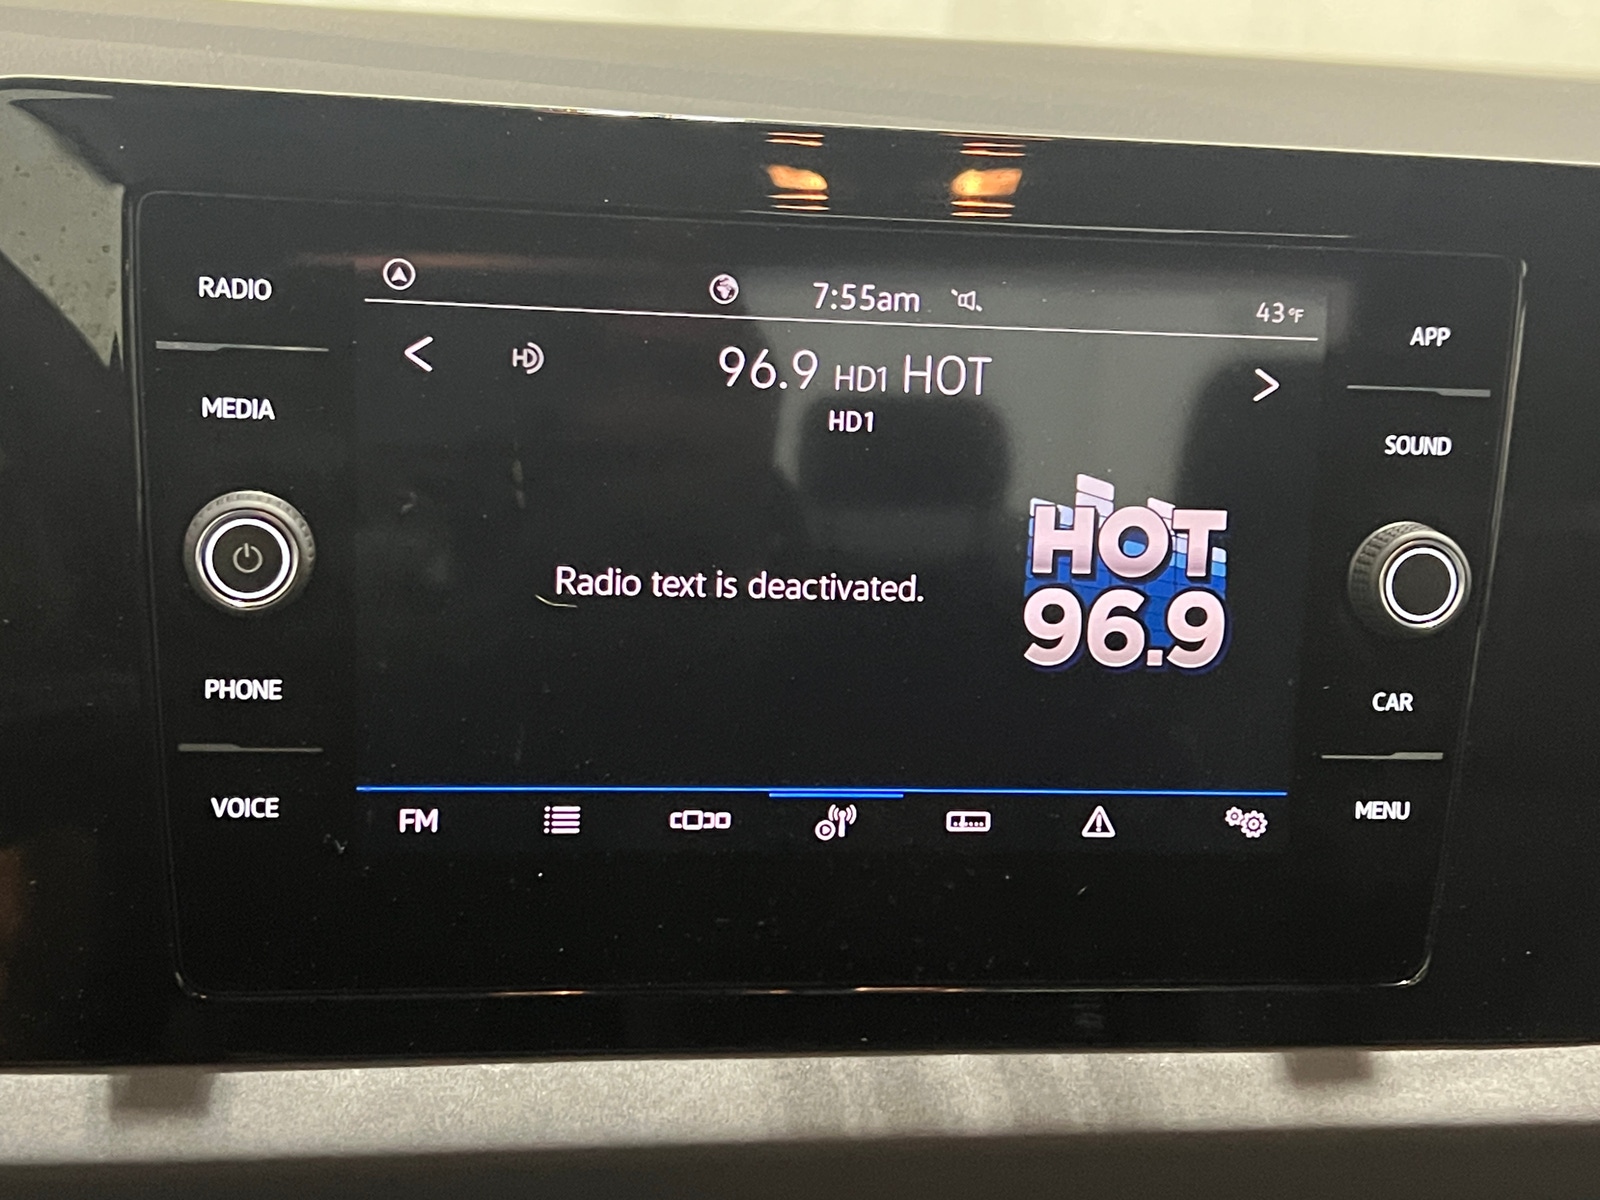 RADIO
MEDIA
PHONE
VOICE
7:55am
43°F
96.9 HD1 HOT
HD1
HD
Radio text is deactivated.
HOT
96.9
FM
APP
SOUND
CAR
MENU